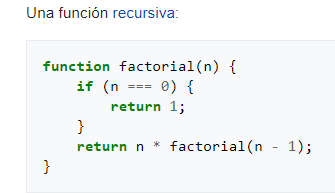 Una función recursiva:
function factorial(n) {
    if (n === 0) {
        return 1;
    }
    return n * factorial(n - 1);
}